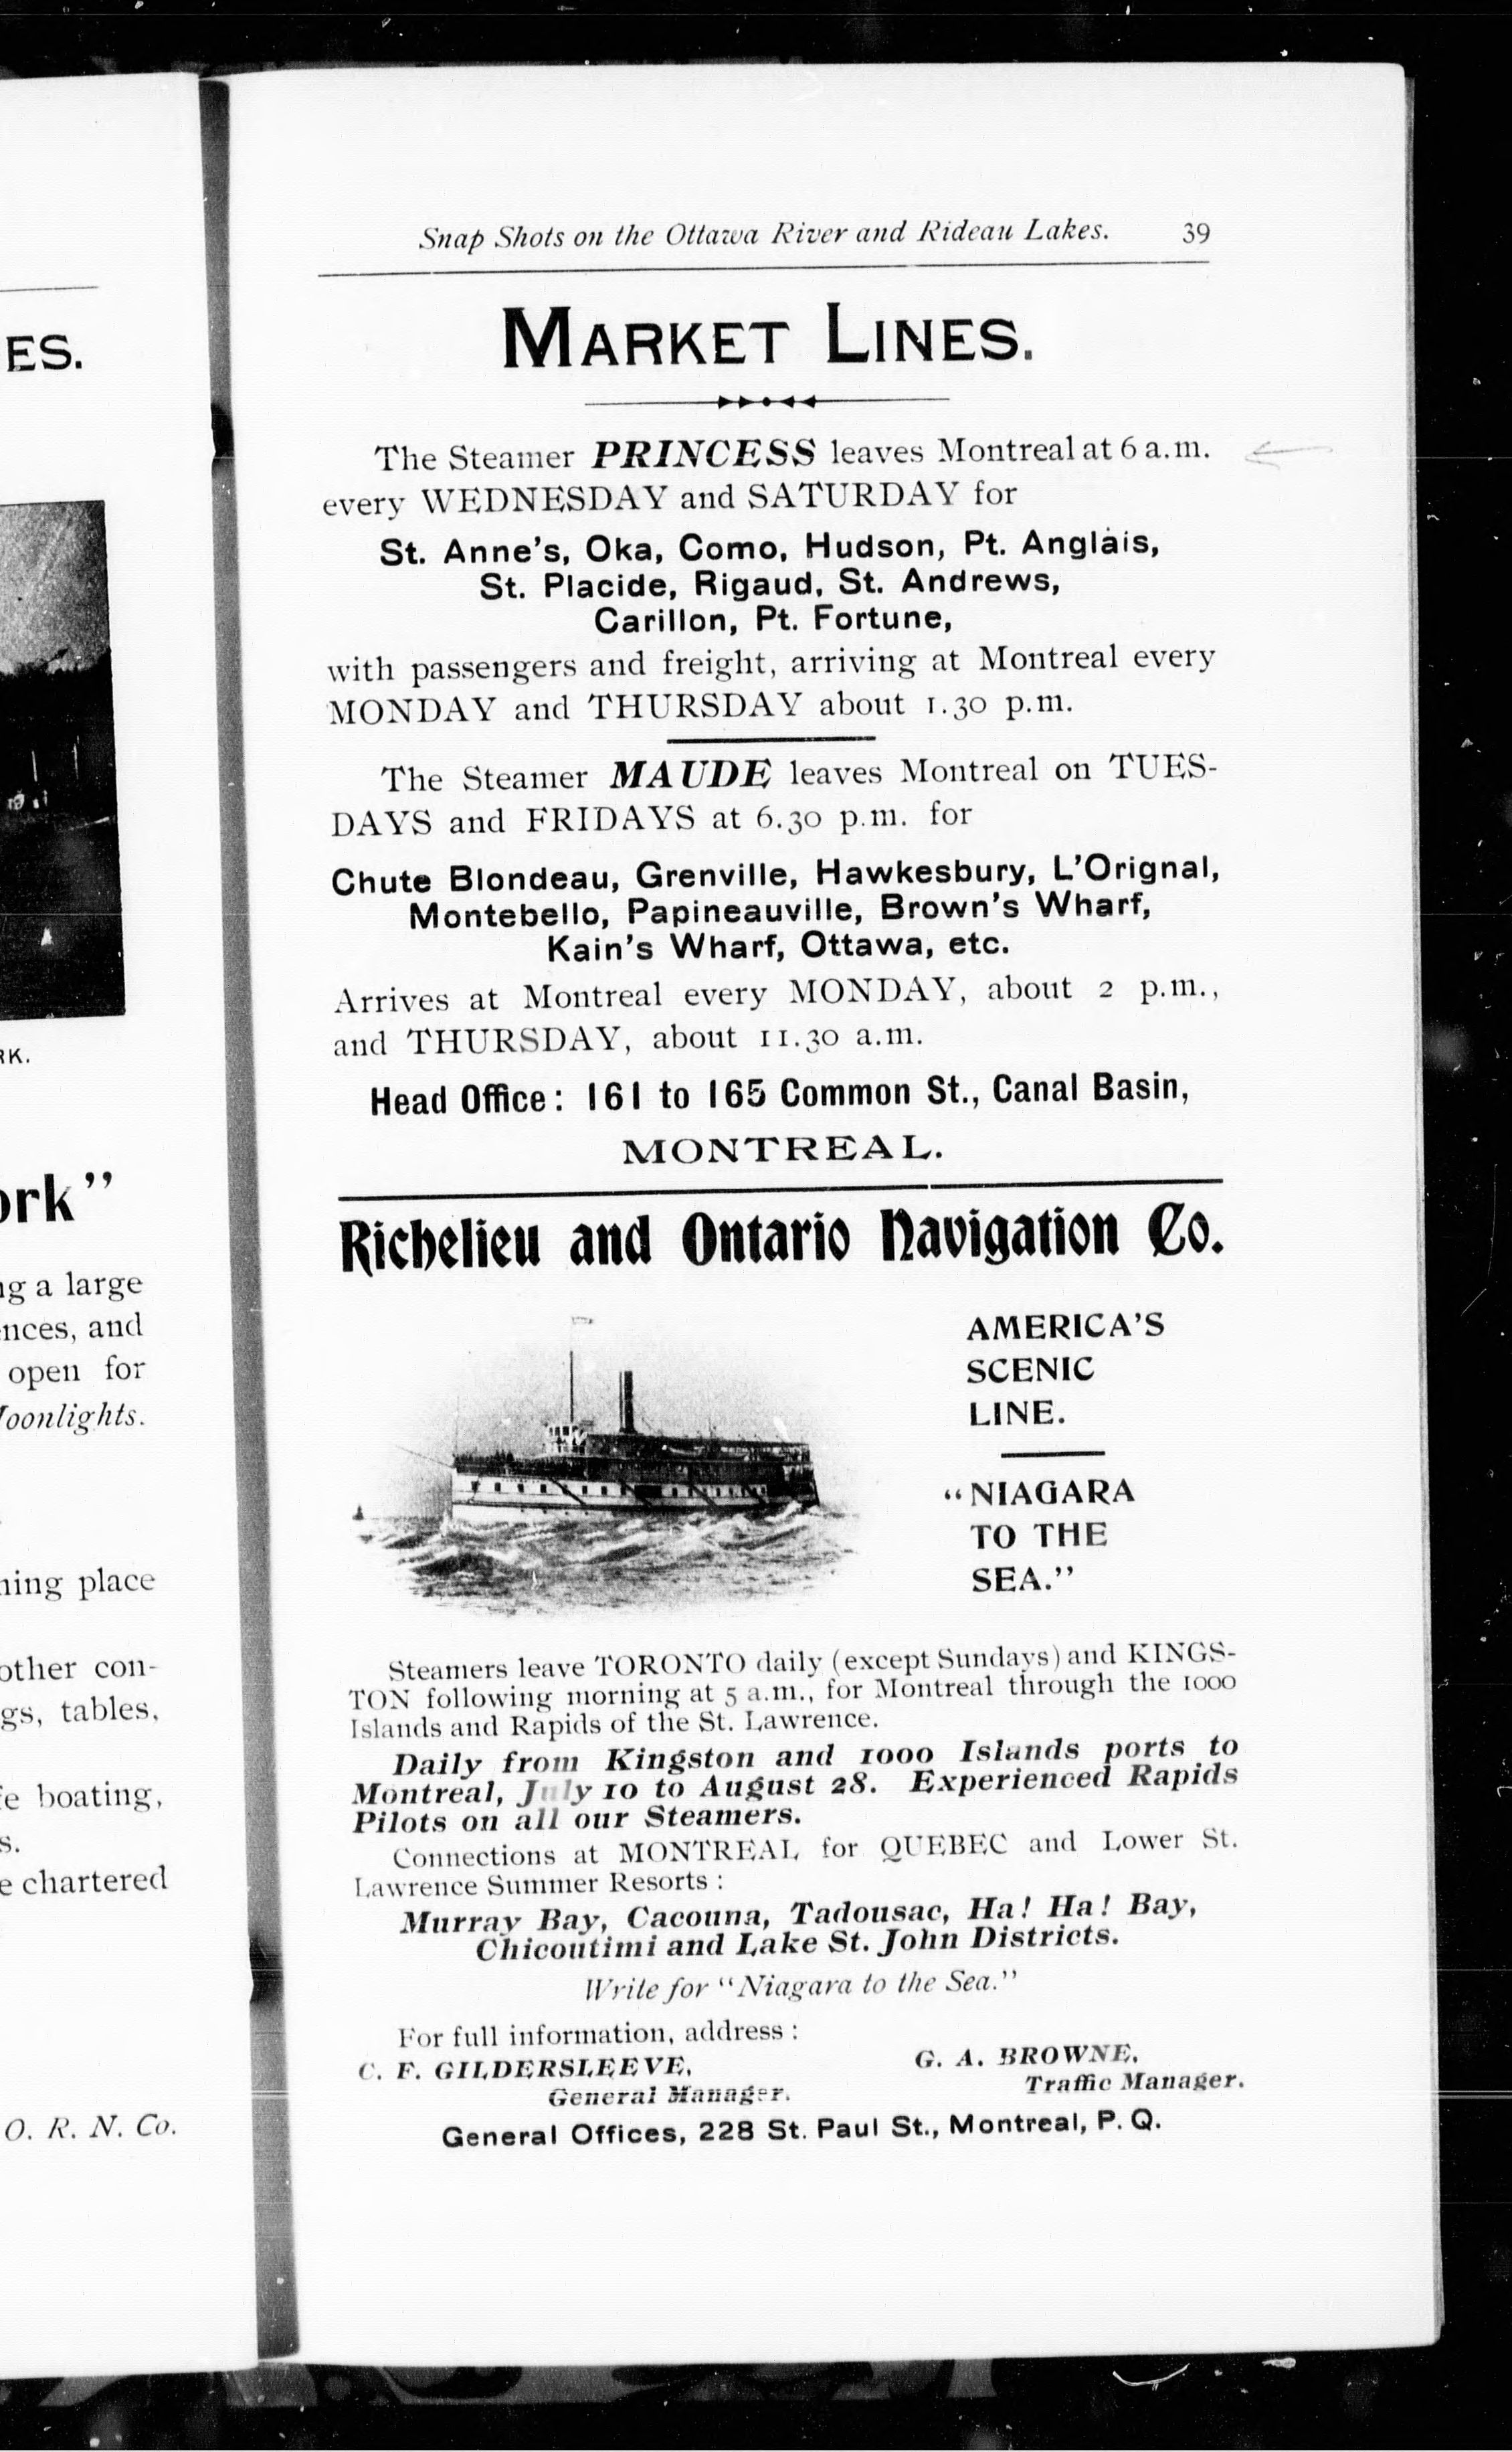 ES.
RK.
ork”
ng a large
ences, and
open for
Moonlights.
ning place
other con-
gs, tables,
fe boating,
s.
e chartered
O. R. N. Co.
Snap Shots on the Ottawa River and Rideau Lakes. 39
MARKET LINES.
The Steamer PRINCESS leaves Montreal at 6 a.m.
every WEDNESDAY and SATURDAY for
St. Anne's, Oka, Como, Hudson, Pt. Anglais,
St. Placide, Rigaud, St. Andrews,
Carillon, Pt. Fortune,
with passengers and freight, arriving at Montreal every
MONDAY and THURSDAY about 1.30 p.m.
The Steamer MAUDE leaves Montreal on TUES-
DAYS and FRIDAYS at 6.30 p.m. for
Chute Blondeau, Grenville, Hawkesbury, L'Orignal,
Montebello, Papineauville, Brown's Wharf,
Kain's Wharf, Ottawa, etc.
Arrives at Montreal every MONDAY, about 2 p.m.,
and THURSDAY, about 11.30 a.m.
Head Office: 161 to 165 Common St., Canal Basin,
MONTREAL.
Richelieu and Ontario Navigation Co.
AMERICA'S
SCENIC
LINE.
“NIAGARA
TO THE
SEA.”
Steamers leave TORONTO daily (except Sundays) and KINGS-
TON following morning at 5 a.m., for Montreal through the 1000
Islands and Rapids of the St. Lawrence.
Daily from Kingston and 1000 Islands ports to
Montreal, July 10 to August 28. Experienced Rapids
Pilots on all our Steamers.
Connections at MONTREAL for QUEBEC and Lower St.
Lawrence Summer Resorts :
Murray Bay, Cacouna, Tadousac, Ha! Ha! Bay,
Chicoutimi and Lake St. John Districts.
Write for “Niagara to the Sea.”
For full information, address :
C. F. GILDERSLEEVE,
General Manager.
G. A. BROWNE,
Traffic Manager.
General Offices, 228 St. Paul St., Montreal, P. Q.